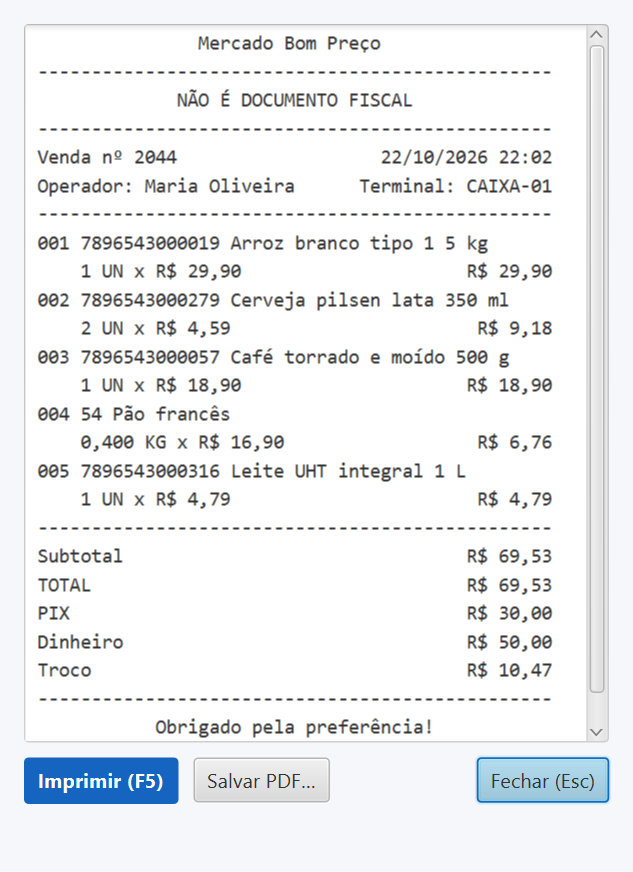 Mercado Bom Preço
------------------------------------------------
NÃO É DOCUMENTO FISCAL
------------------------------------------------
Venda nº 2044 22/10/2026 22:02
Operador: Maria Oliveira Terminal: CAIXA-01
------------------------------------------------
001 7896543000019 Arroz branco tipo 1 5 kg
1 UN x R$ 29,90 R$ 29,90
002 7896543000279 Cerveja pilsen lata 350 ml
2 UN x R$ 4,59 R$ 9,18
003 7896543000057 Café torrado e moído 500 g
1 UN x R$ 18,90 R$ 18,90
004 54 Pão francês
0,400 KG x R$ 16,90 R$ 6,76
005 7896543000316 Leite UHT integral 1 L
1 UN x R$ 4,79 R$ 4,79
------------------------------------------------
Subtotal R$ 69,53
TOTAL R$ 69,53
PIX R$ 30,00
Dinheiro R$ 50,00
Troco R$ 10,47
------------------------------------------------
Obrigado pela preferência!
Imprimir (F5) Salvar PDF... Fechar (Esc)